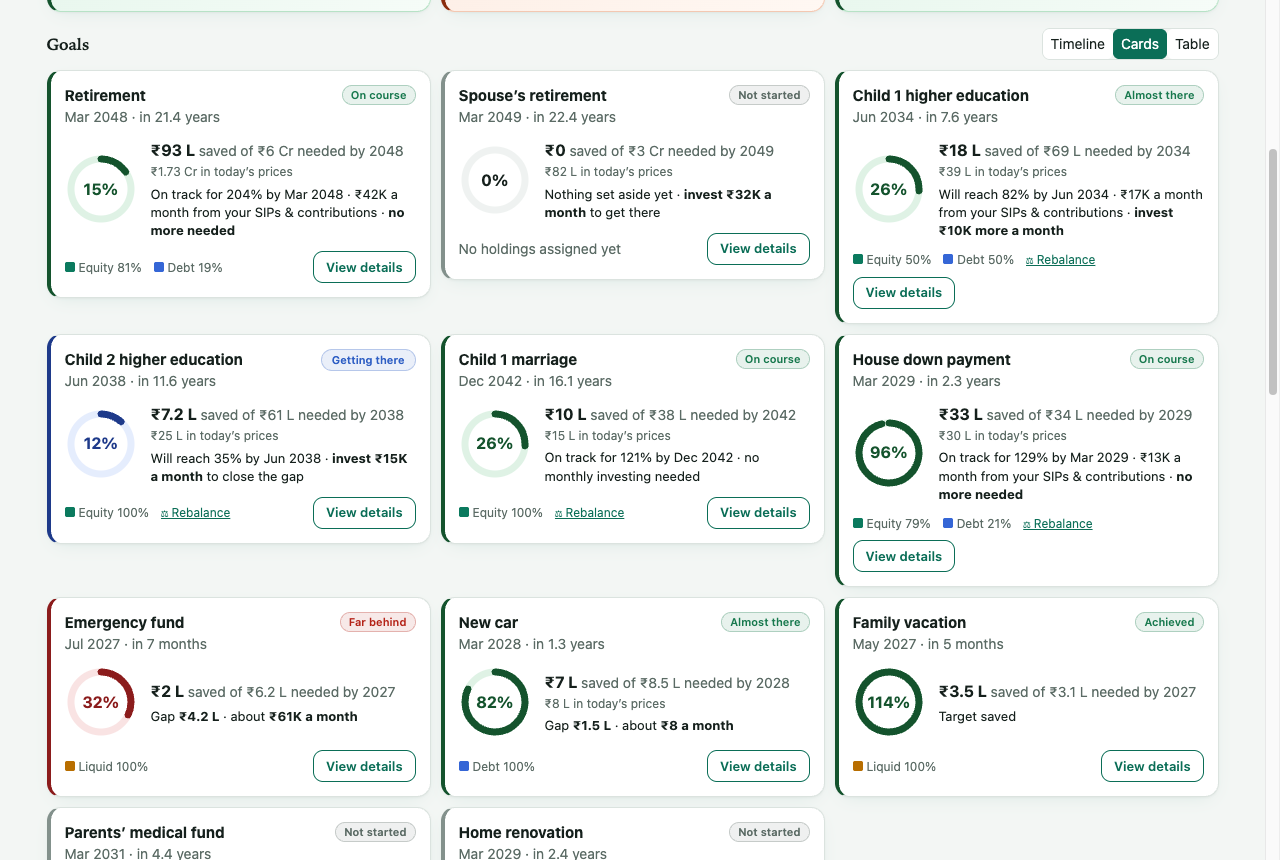 Goals
Timeline
Cards
Table
Retirement
On course
Mar 2048 · in 21.4 years
15%
₹93 L saved of ₹6 Cr needed by 2048
₹1.73 Cr in today's prices
On track for 204% by Mar 2048 · ₹42K a
month from your SIPs & contributions · no
more needed
Equity 81%
Debt 19%
View details
Spouse's retirement
Not started
Mar 2049 · in 22.4 years
0%
₹0 saved of ₹3 Cr needed by 2049
₹82 L in today's prices
Nothing set aside yet · invest ₹32K a
month to get there
No holdings assigned yet
View details
Child 1 higher education
Almost there
Jun 2034 · in 7.6 years
26%
₹18 L saved of ₹69 L needed by 2034
₹39 L in today's prices
Will reach 82% by Jun 2034 · ₹17K a month
from your SIPs & contributions · invest
₹10K more a month
Equity 50%
Debt 50%
⚖ Rebalance
View details
Child 2 higher education
Getting there
Jun 2038 · in 11.6 years
12%
₹7.2 L saved of ₹61 L needed by 2038
₹25 L in today's prices
Will reach 35% by Jun 2038 · invest ₹15K
a month to close the gap
Equity 100%
⚖ Rebalance
View details
Child 1 marriage
On course
Dec 2042 · in 16.1 years
26%
₹10 L saved of ₹38 L needed by 2042
₹15 L in today's prices
On track for 121% by Dec 2042 · no
monthly investing needed
Equity 100%
⚖ Rebalance
View details
House down payment
On course
Mar 2029 · in 2.3 years
96%
₹33 L saved of ₹34 L needed by 2029
₹30 L in today's prices
On track for 129% by Mar 2029 · ₹13K a
month from your SIPs & contributions · no
more needed
Equity 79%
Debt 21%
⚖ Rebalance
View details
Emergency fund
Far behind
Jul 2027 · in 7 months
32%
₹2 L saved of ₹6.2 L needed by 2027
Gap ₹4.2 L · about ₹61K a month
Liquid 100%
View details
New car
Almost there
Mar 2028 · in 1.3 years
82%
₹7 L saved of ₹8.5 L needed by 2028
₹8 L in today's prices
Gap ₹1.5 L · about ₹8 a month
Debt 100%
View details
Family vacation
Achieved
May 2027 · in 5 months
114%
₹3.5 L saved of ₹3.1 L needed by 2027
Target saved
Liquid 100%
View details
Parents' medical fund
Not started
Mar 2031 · in 4.4 years
Home renovation
Not started
Mar 2029 · in 2.4 years